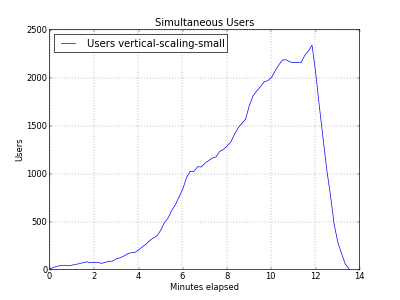 Simultaneous Users
2500
Users vertical-scaling-small
2000
1500
Users
1000
500
0
0 2 4 6 8 10 12 14
Minutes elapsed